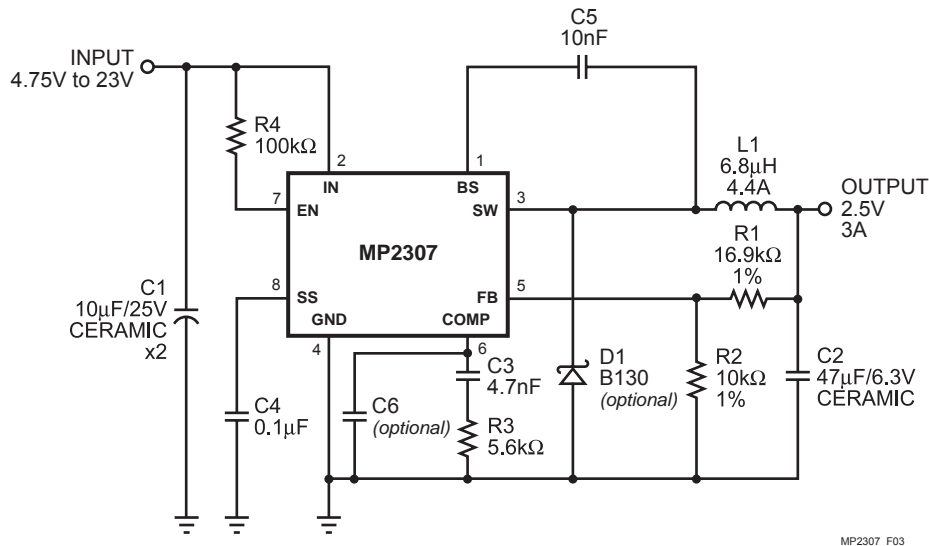 C5
10nF
INPUT
4.75V to 23V
R4
100kΩ
2
1
L1
6.8µH
4.4A
IN
BS
OUTPUT
2.5V
3A
7
EN
SW
3
MP2307
R1
16.9kΩ
1%
C1
10µF/25V
CERAMIC
x2
8
SS
FB
5
GND
COMP
4
6
C3
4.7nF
D1
B130
(optional)
R2
10kΩ
1%
C2
47µF/6.3V
CERAMIC
C4
0.1µF
C6
(optional)
R3
5.6kΩ
MP2307_F03